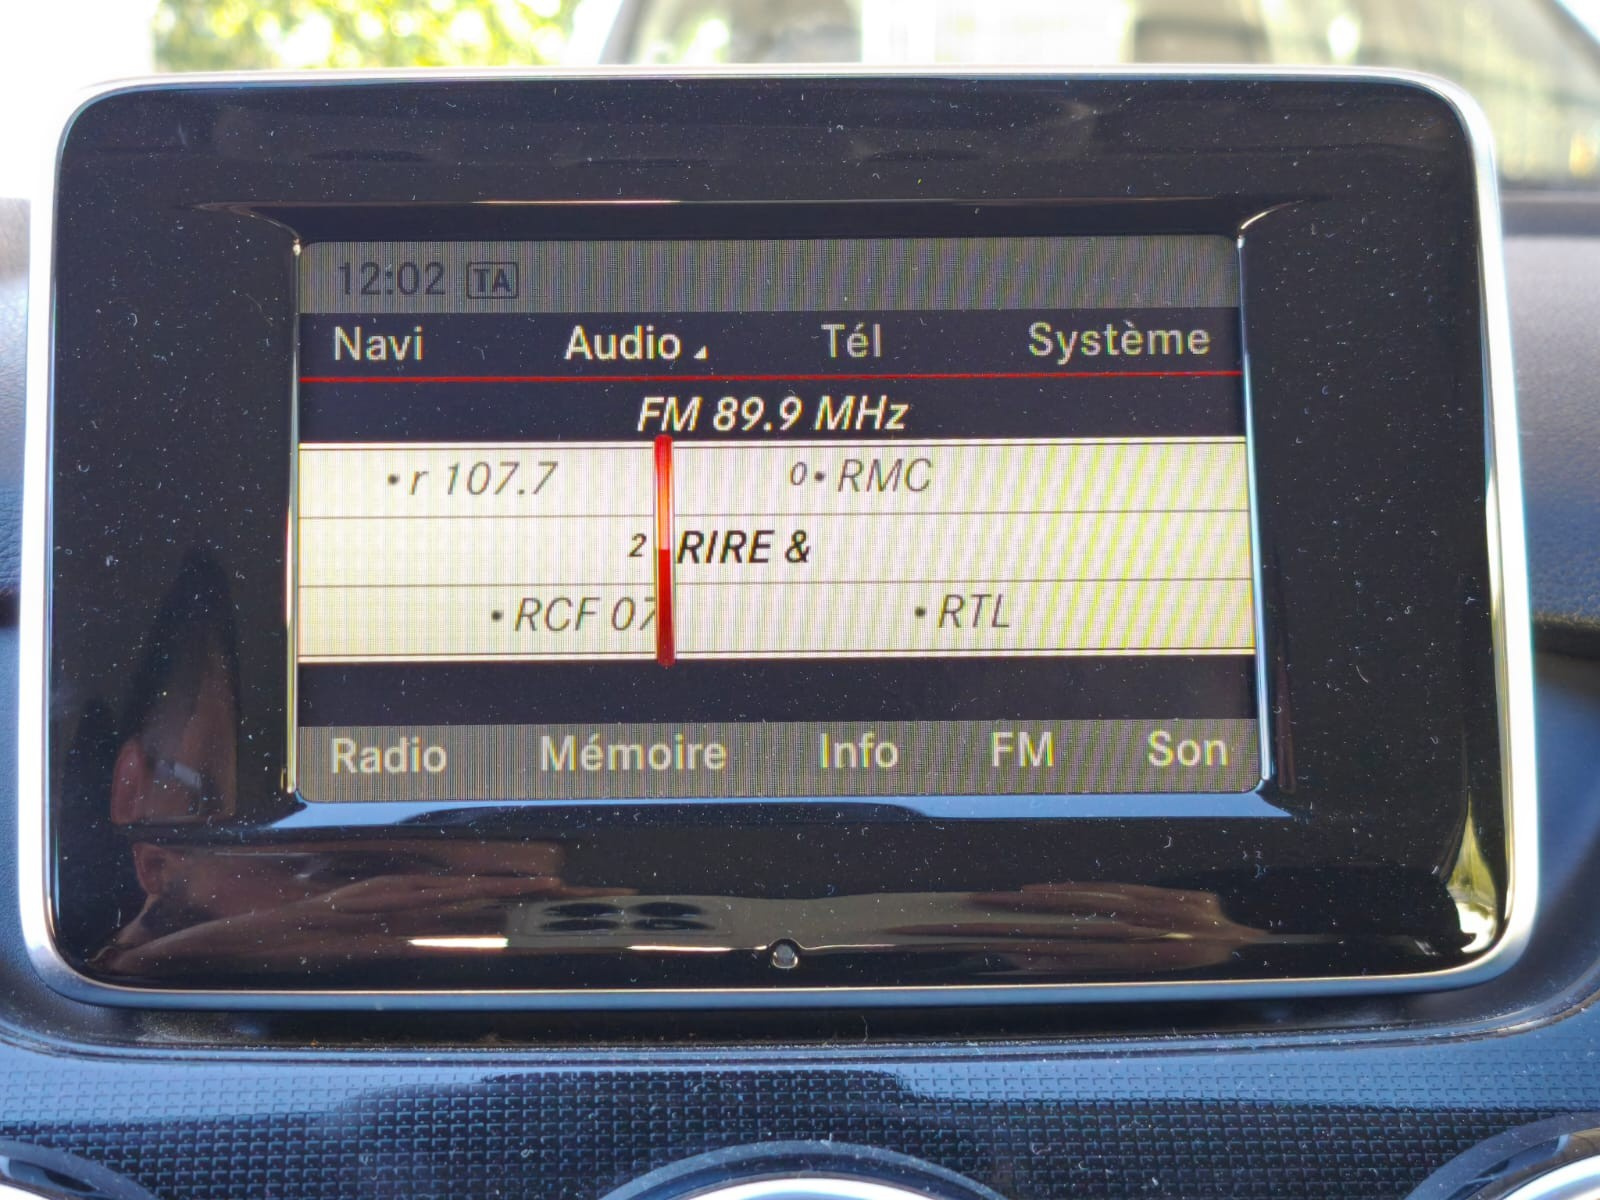 12:02 TA
Navi Audio Tél Système
FM 89.9 MHz
•r 107.7 0•RMC
2 RIRE &
•RCF 07 •RTL
Radio Mémoire Info FM Son